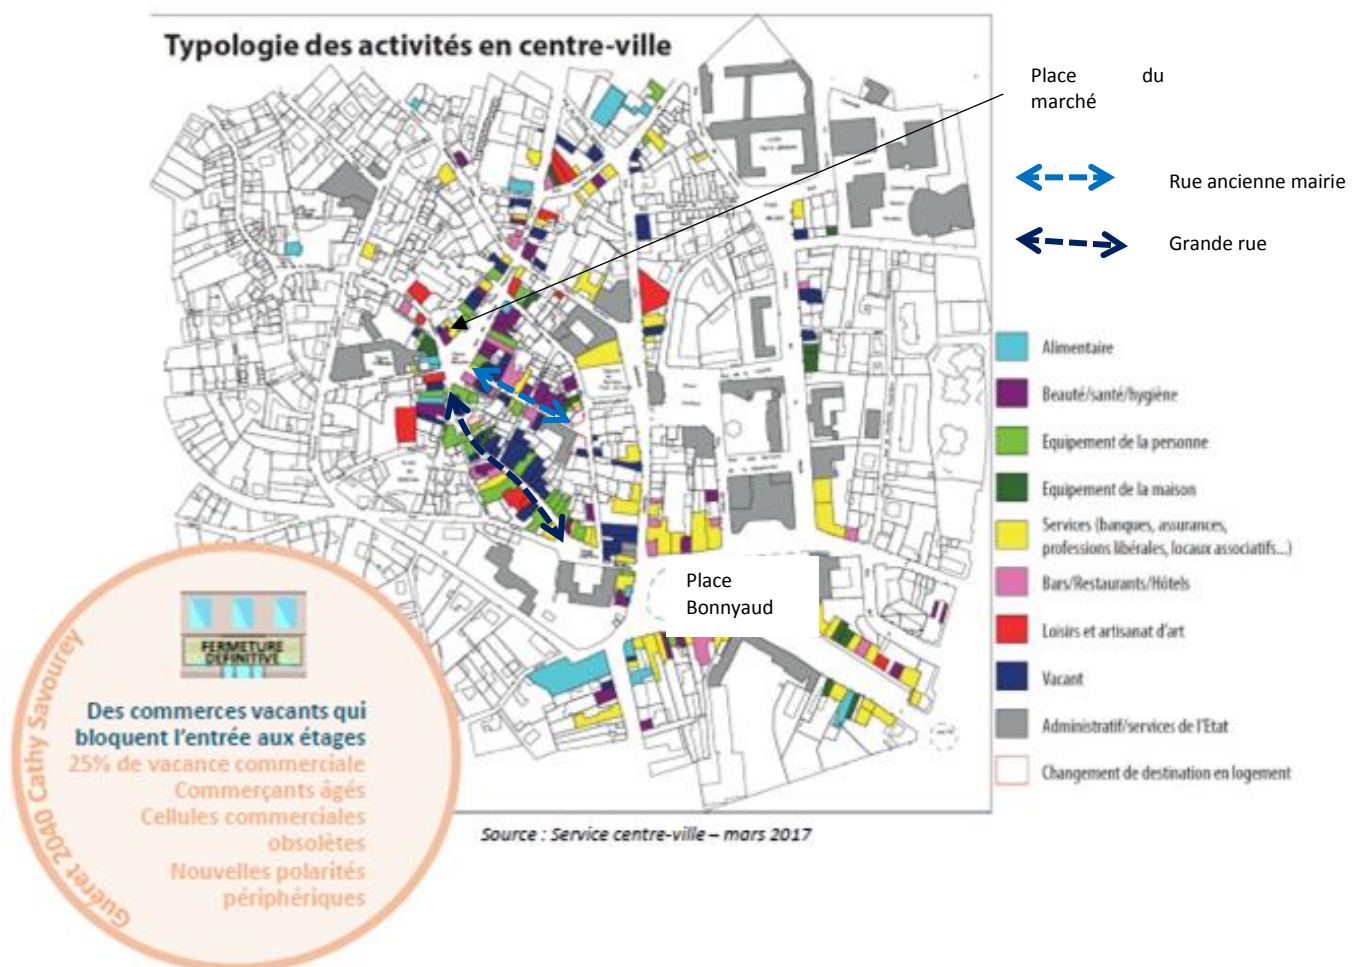 Typologie des activités en centre-ville
Place du
marché
Rue ancienne mairie
Grande rue
Alimentaire
Beauté/santé/hygiène
Equipement de la personne
Equipement de la maison
Services (banques, assurances,
professions libérales, locaux associatifs...)
Bars/Restaurants/Hôtels
Loisirs et artisanat d'art
Vacant
Administratif/services de l'Etat
Changement de destination en logement
Place
Bonnyaud
FERMETURE
DEFINITIVE
Des commerces vacants qui
bloquent l'entrée aux étages
25% de vacance commerciale
Commerçants âgés
Cellules commerciales
obsolètes
Nouvelles polarités
périphériques
Guéret 2040 Cathy Savourey
Source : Service centre-ville – mars 2017